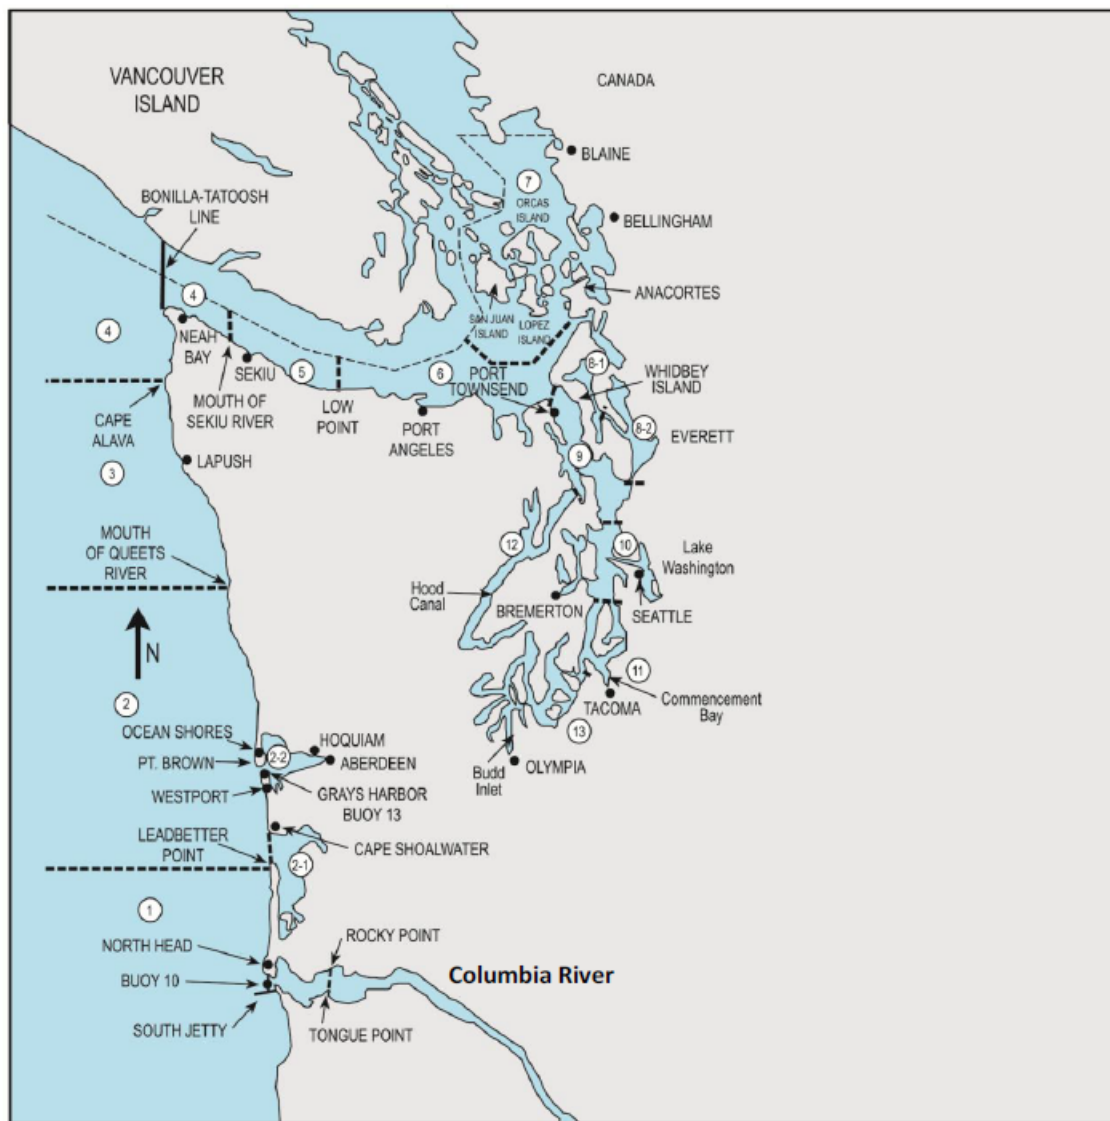 VANCOUVER
ISLAND
CANADA
BLAINE
7
ORCAS
ISLAND
BONILLA-TATOOSH
LINE
BELLINGHAM
ANACORTES
4
4
NEAH
BAY
SAN JUAN
ISLAND
LOPEZ
ISLAND
SEKIU
5
6
PORT
TOWNSEND
8-1
WHIDBEY
ISLAND
CAPE
ALAVA
MOUTH OF
SEKIU RIVER
LOW
POINT
PORT
ANGELES
8-2
EVERETT
3
LAPUSH
9
MOUTH
OF QUEETS
RIVER
12
10
Lake
Washington
Hood
Canal
BREMERTON
SEATTLE
N
11
2
TACOMA
Commencement
Bay
13
OCEAN SHORES
HOQUIAM
2-2
PT. BROWN
ABERDEEN
Budd
Inlet
OLYMPIA
WESTPORT
GRAYS HARBOR
BUOY 13
LEADBETTER
POINT
CAPE SHOALWATER
2-1
1
NORTH HEAD
ROCKY POINT
BUOY 10
Columbia River
SOUTH JETTY
TONGUE POINT